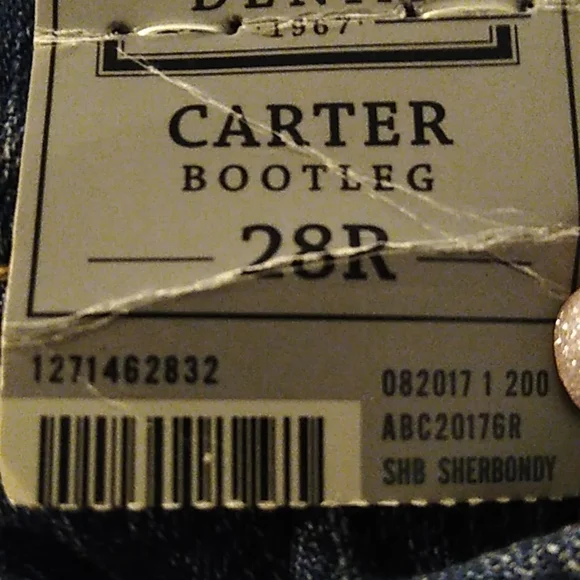 1967
CARTER
BOOTLEG
28R
1271462832
082017 1 200
ABC20176R
SHB SHERBONDY